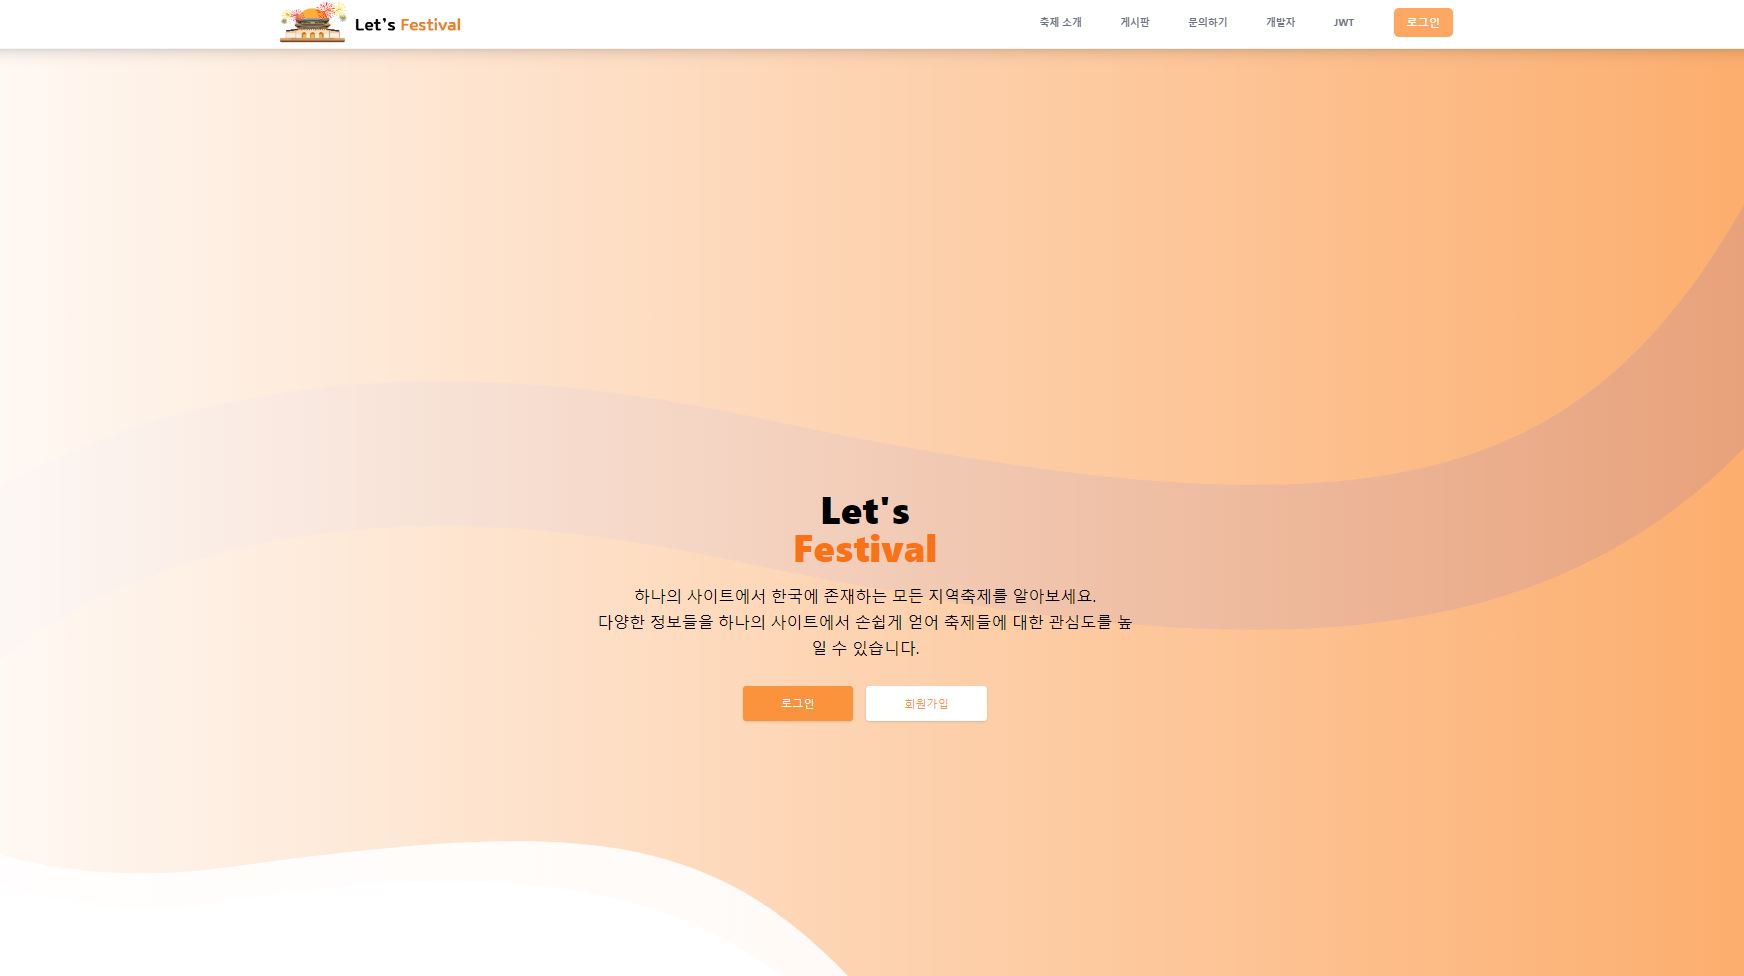 Let's Festival
축제 소개
게시판
문의하기
개발자
JWT
로그인
Let's
Festival
하나의 사이트에서 한국에 존재하는 모든 지역축제를 알아보세요.
다양한 정보들을 하나의 사이트에서 손쉽게 얻어 축제들에 대한 관심도를 높
일 수 있습니다.
로그인
회원가입